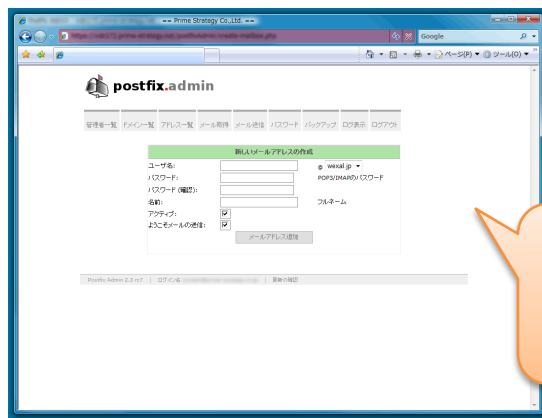 == Prime Strategy Co.,Ltd. ==
Google
ページ(P) ツール(O)
postfix.admin
管理者一覧 ドメイン一覧 アドレス一覧 メール取得 メール送信 パスワード バックアップ ログ表示 ログアウト
新しいメールアドレスの作成
ユーザ名: @ wexal.jp
パスワード: POP3/IMAPのパスワード
パスワード (確認):
名前: フルネーム
アクティブ:
ようこそメールの送信:
メールアドレス追加
Postfix Admin 2.3 rc7 | ログイン名 | 最新の確認